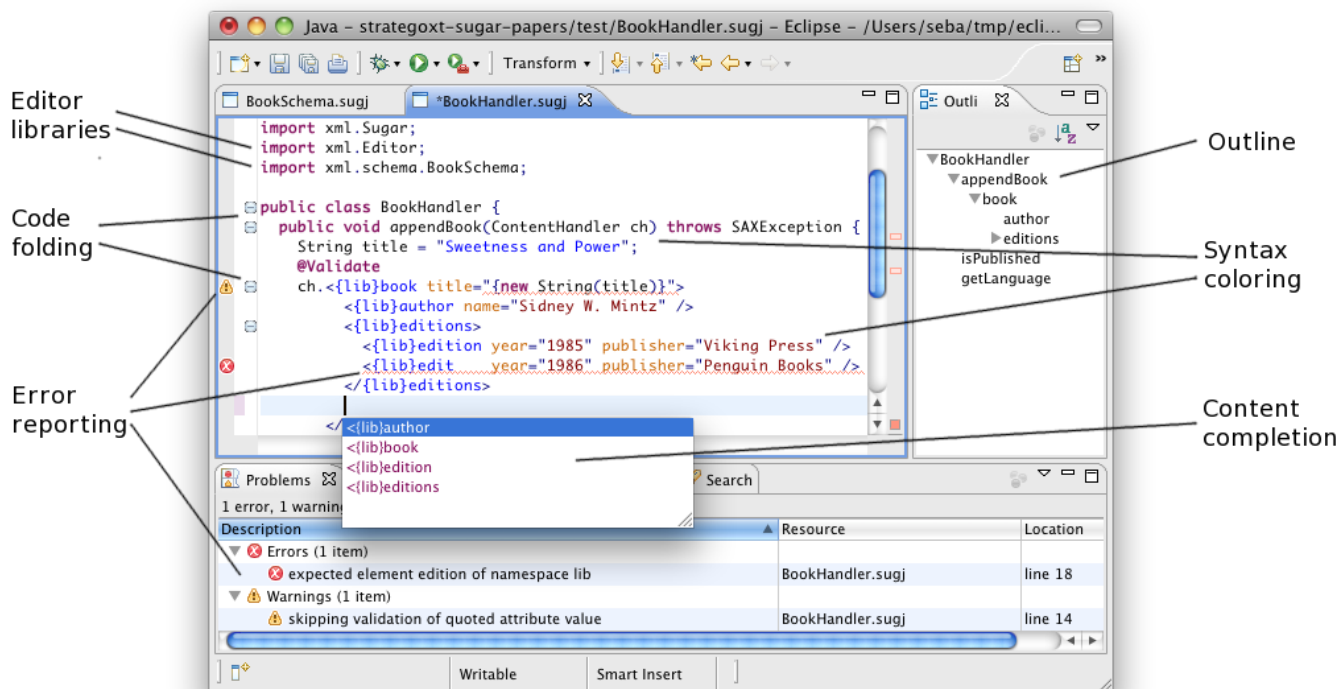 Java – strategoxt-sugar-papers/test/BookHandler.sugj – Eclipse – /Users/seba/tmp/ecli...
Transform
BookSchema.sugj
*BookHandler.sugj
Outli
Editor
libraries
Code
folding
Error
reporting
import xml.Sugar;
import xml.Editor;
import xml.schema.BookSchema;
public class BookHandler {
public void appendBook(ContentHandler ch) throws SAXException {
String title = "Sweetness and Power";
@Validate
ch.<{lib}book title="{new String(title)}">
<{lib}author name="Sidney W. Mintz" />
<{lib}editions>
<{lib}edition year="1985" publisher="Viking Press" />
<{lib}edit year="1986" publisher="Penguin Books" />
</{lib}editions>
</
<{lib}author
<{lib}book
<{lib}edition
<{lib}editions
a
z
BookHandler
appendBook
book
author
editions
isPublished
getLanguage
Outline
Syntax
coloring
Content
completion
Problems
Search
1 error, 1 warnin
Description Resource Location
Errors (1 item)
expected element edition of namespace lib BookHandler.sugj line 18
Warnings (1 item)
skipping validation of quoted attribute value BookHandler.sugj line 14
Writable Smart Insert